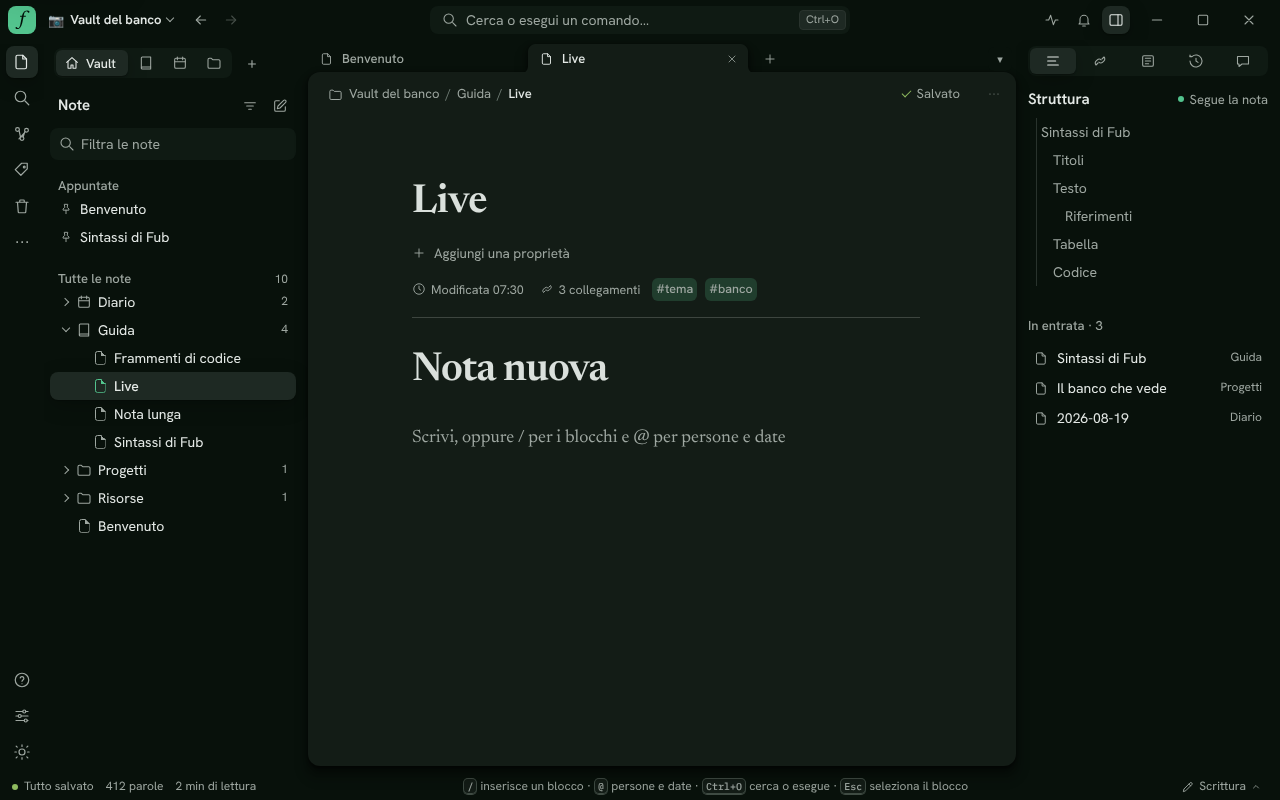 f
Vault del banco
Cerca o esegui un comando...
Ctrl+O
Vault
Note
Filtra le note
Appuntate
Benvenuto
Sintassi di Fub
Tutte le note 10
Diario 2
Guida 4
Frammenti di codice
Live
Nota lunga
Sintassi di Fub
Progetti 1
Risorse 1
Benvenuto
Benvenuto
Live
Vault del banco / Guida / Live
Salvato
Live
Aggiungi una proprietà
Modificata 07:30 3 collegamenti #tema #banco
Nota nuova
Scrivi, oppure / per i blocchi e @ per persone e date
Struttura
Segue la nota
Sintassi di Fub
Titoli
Testo
Riferimenti
Tabella
Codice
In entrata · 3
Sintassi di Fub Guida
Il banco che vede Progetti
2026-08-19 Diario
Tutto salvato 412 parole 2 min di lettura
/ inserisce un blocco · @ persone e date · Ctrl+O cerca o esegue · Esc seleziona il blocco
Scrittura